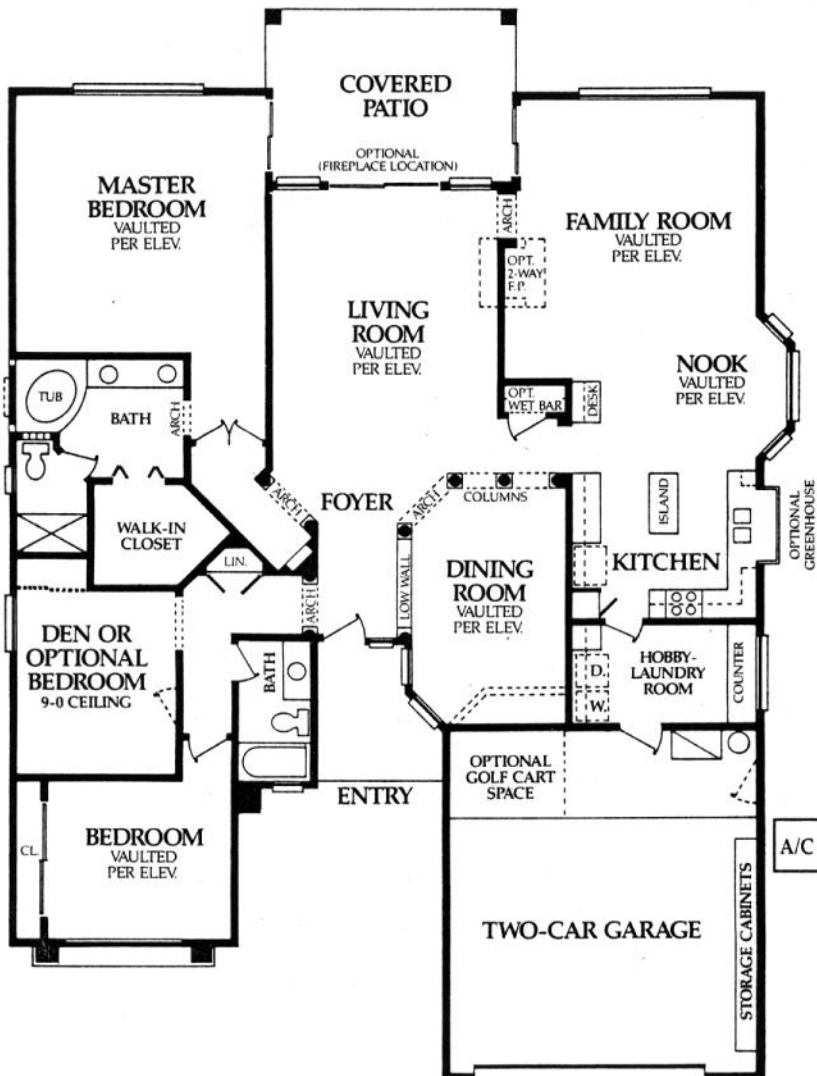 COVERED
PATIO
OPTIONAL
(FIREPLACE LOCATION)
MASTER
BEDROOM
VAULTED
PER ELEV.
ARCH
FAMILY ROOM
VAULTED
PER ELEV.
OPT.
2-WAY
F.P.
LIVING
ROOM
VAULTED
PER ELEV.
NOOK
VAULTED
PER ELEV.
TUB
BATH
ARCH
OPT.
WET BAR
DESK
ARCH
FOYER
ARCH
COLUMNS
ISLAND
OPTIONAL
GREENHOUSE
WALK-IN
CLOSET
LIN.
ARCH
LOW WALL
DINING
ROOM
VAULTED
PER ELEV.
KITCHEN
DEN OR
OPTIONAL
BEDROOM
9-0 CEILING
BATH
D.
W.
HOBBY-
LAUNDRY
ROOM
COUNTER
OPTIONAL
GOLF CART
SPACE
ENTRY
CL.
BEDROOM
VAULTED
PER ELEV.
A/C
TWO-CAR GARAGE
STORAGE CABINETS